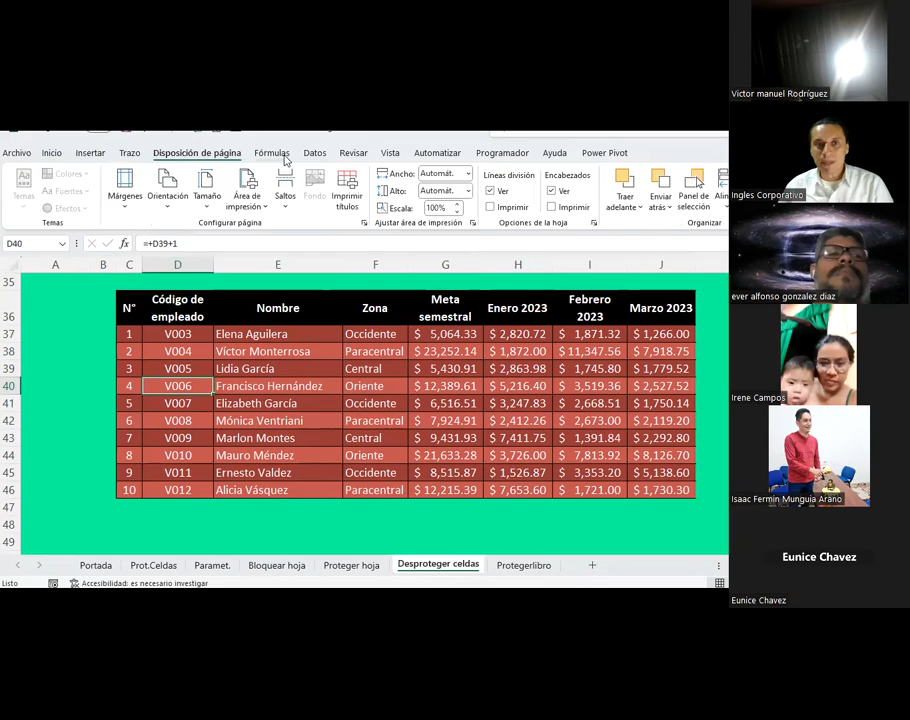 Archivo Inicio Insertar Trazo Disposición de página Fórmulas Datos Revisar Vista Automatizar Programador Ayuda Power Pivot
Temas
Colores
Fuentes
Efectos
Temas
Márgenes Orientación Tamaño Área de impresión Saltos Imprimir títulos
Configurar página
Ancho: Automát.
Alto: Automát.
Escala: 100%
Ajustar área de impresión
Líneas división Encabezados
Ver Ver
Imprimir Imprimir
Opciones de la hoja
Traer adelante Enviar atrás Panel de selección
Organizar
D40 fx =+D39+1
A B C D E F G H I J
35
36 N° Código de empleado Nombre Zona Meta semestral Enero 2023 Febrero 2023 Marzo 2023
37 1 V003 Elena Aguilera Occidente $ 5,064.33 $ 2,820.72 $ 1,871.32 $ 1,266.00
38 2 V004 Víctor Monterrosa Paracentral $ 23,252.14 $ 1,872.00 $ 11,347.56 $ 7,918.75
39 3 V005 Lidia García Central $ 5,430.91 $ 2,863.98 $ 1,745.80 $ 1,779.52
40 4 V006 Francisco Hernández Oriente $ 12,389.61 $ 5,216.40 $ 3,519.36 $ 2,527.52
41 5 V007 Elizabeth García Occidente $ 6,516.51 $ 3,247.83 $ 2,668.51 $ 1,750.14
42 6 V008 Mónica Ventriani Paracentral $ 7,924.91 $ 2,412.26 $ 2,673.00 $ 2,119.20
43 7 V009 Marlon Montes Central $ 9,431.93 $ 7,411.75 $ 1,391.84 $ 2,292.80
44 8 V010 Mauro Méndez Oriente $ 21,633.28 $ 3,726.00 $ 7,813.92 $ 8,126.70
45 9 V011 Ernesto Valdez Occidente $ 8,515.87 $ 1,526.87 $ 3,353.20 $ 5,138.60
46 10 V012 Alicia Vásquez Paracentral $ 12,215.39 $ 7,653.60 $ 1,721.00 $ 1,730.30
47
48
49
Portada Prot.Celdas Paramet. Bloquear hoja Proteger hoja Desproteger celdas Protegerlibro
Listo Accesibilidad: es necesario investigar
Victor manuel Rodríguez
Ingles Corporativo
ever alfonso gonzalez diaz
Irene Campos
Isaac Fermin Munguia Arano
Eunice Chavez
Eunice Chavez